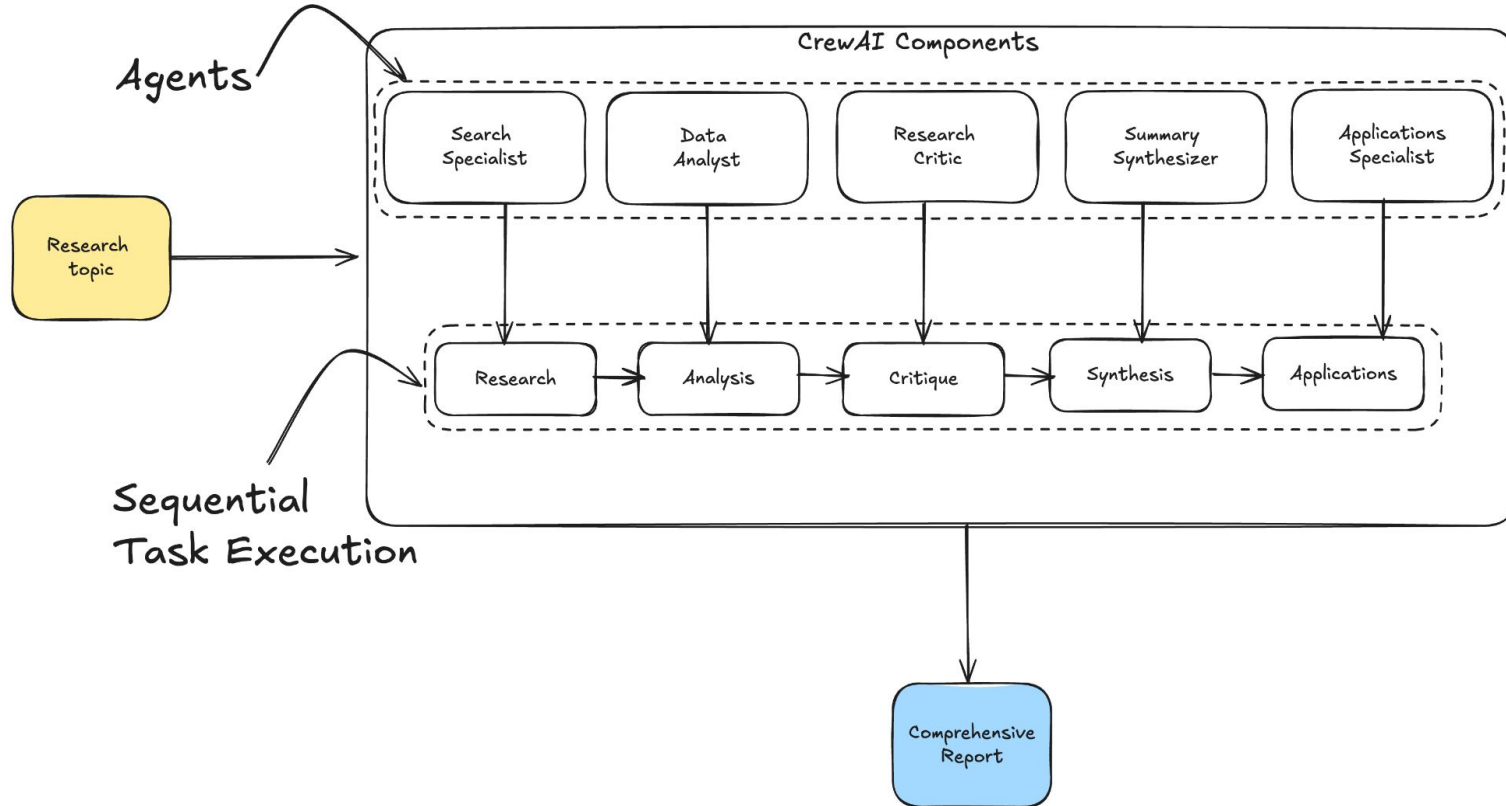 CrewAI Components
Agents
Search
Specialist
Data
Analyst
Research
Critic
Summary
Synthesizer
Applications
Specialist
Research
topic
Research
Analysis
Critique
Synthesis
Applications
Sequential
Task Execution
Comprehensive
Report